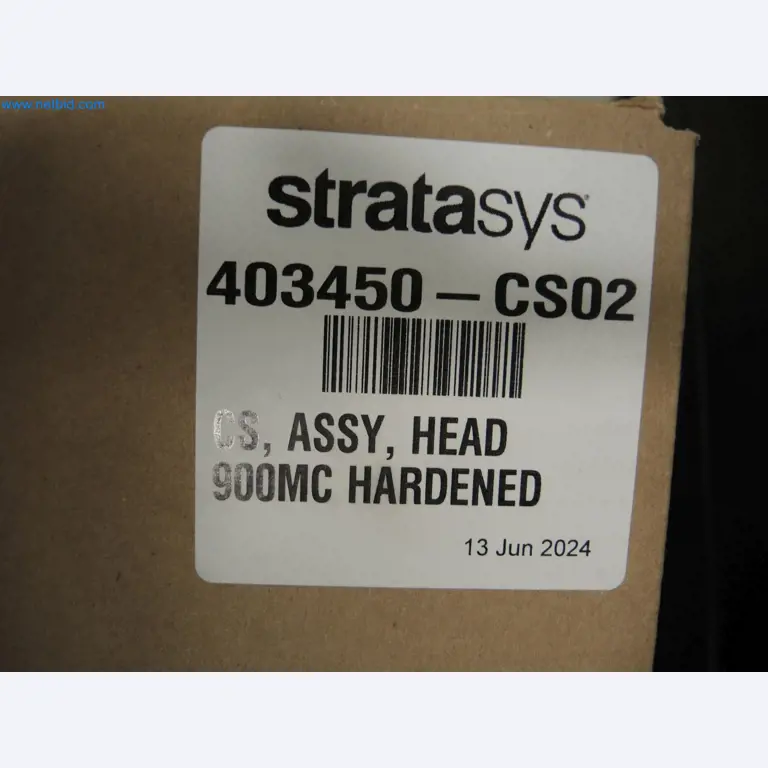 www.netbid.com
stratasys
403450 – CS02
CS, ASSY, HEAD
900MC HARDENED
13 Jun 2024